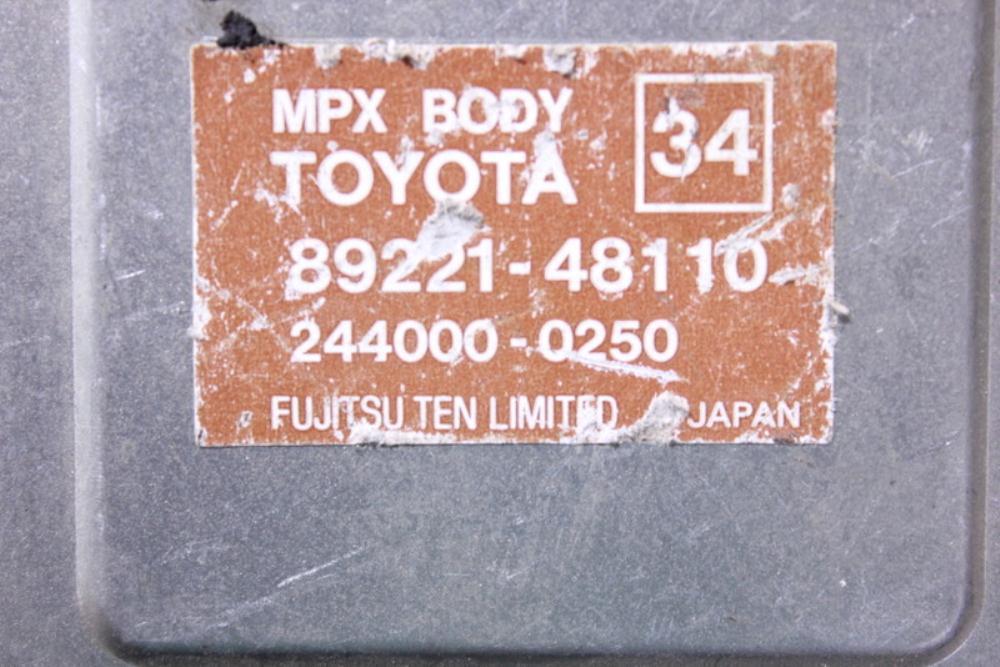 MPX BODY
34
TOYOTA
89221-48110
244000-0250
FUJITSU TEN LIMITED JAPAN